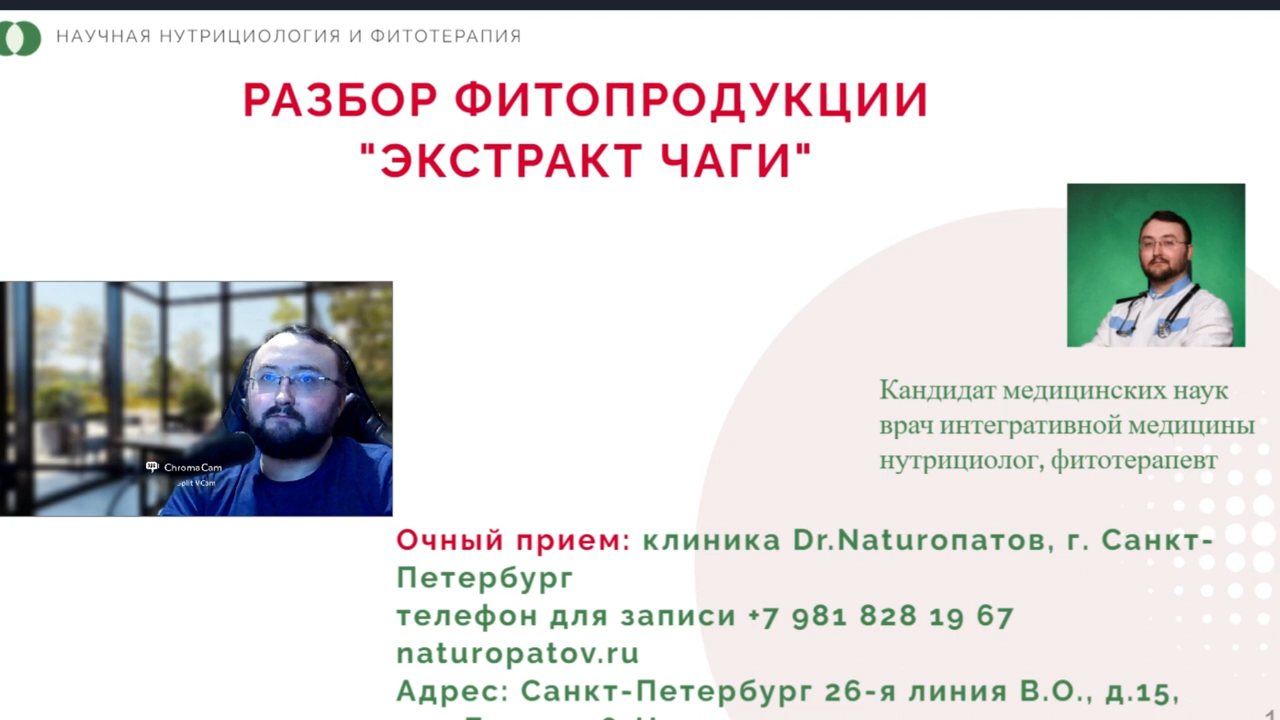 НАУЧНАЯ НУТРИЦИОЛОГИЯ И ФИТОТЕРАПИЯ
РАЗБОР ФИТОПРОДУКЦИИ
"ЭКСТРАКТ ЧАГИ"
ChromaCam
Кандидат медицинских наук
врач интегративной медицины
нутрициолог, фитотерапевт
Очный прием: клиника Dr.Naturопатов, г. Санкт-
Петербург
телефон для записи +7 981 828 19 67
naturopatov.ru
Адрес: Санкт-Петербург 26-я линия В.О., д.15,